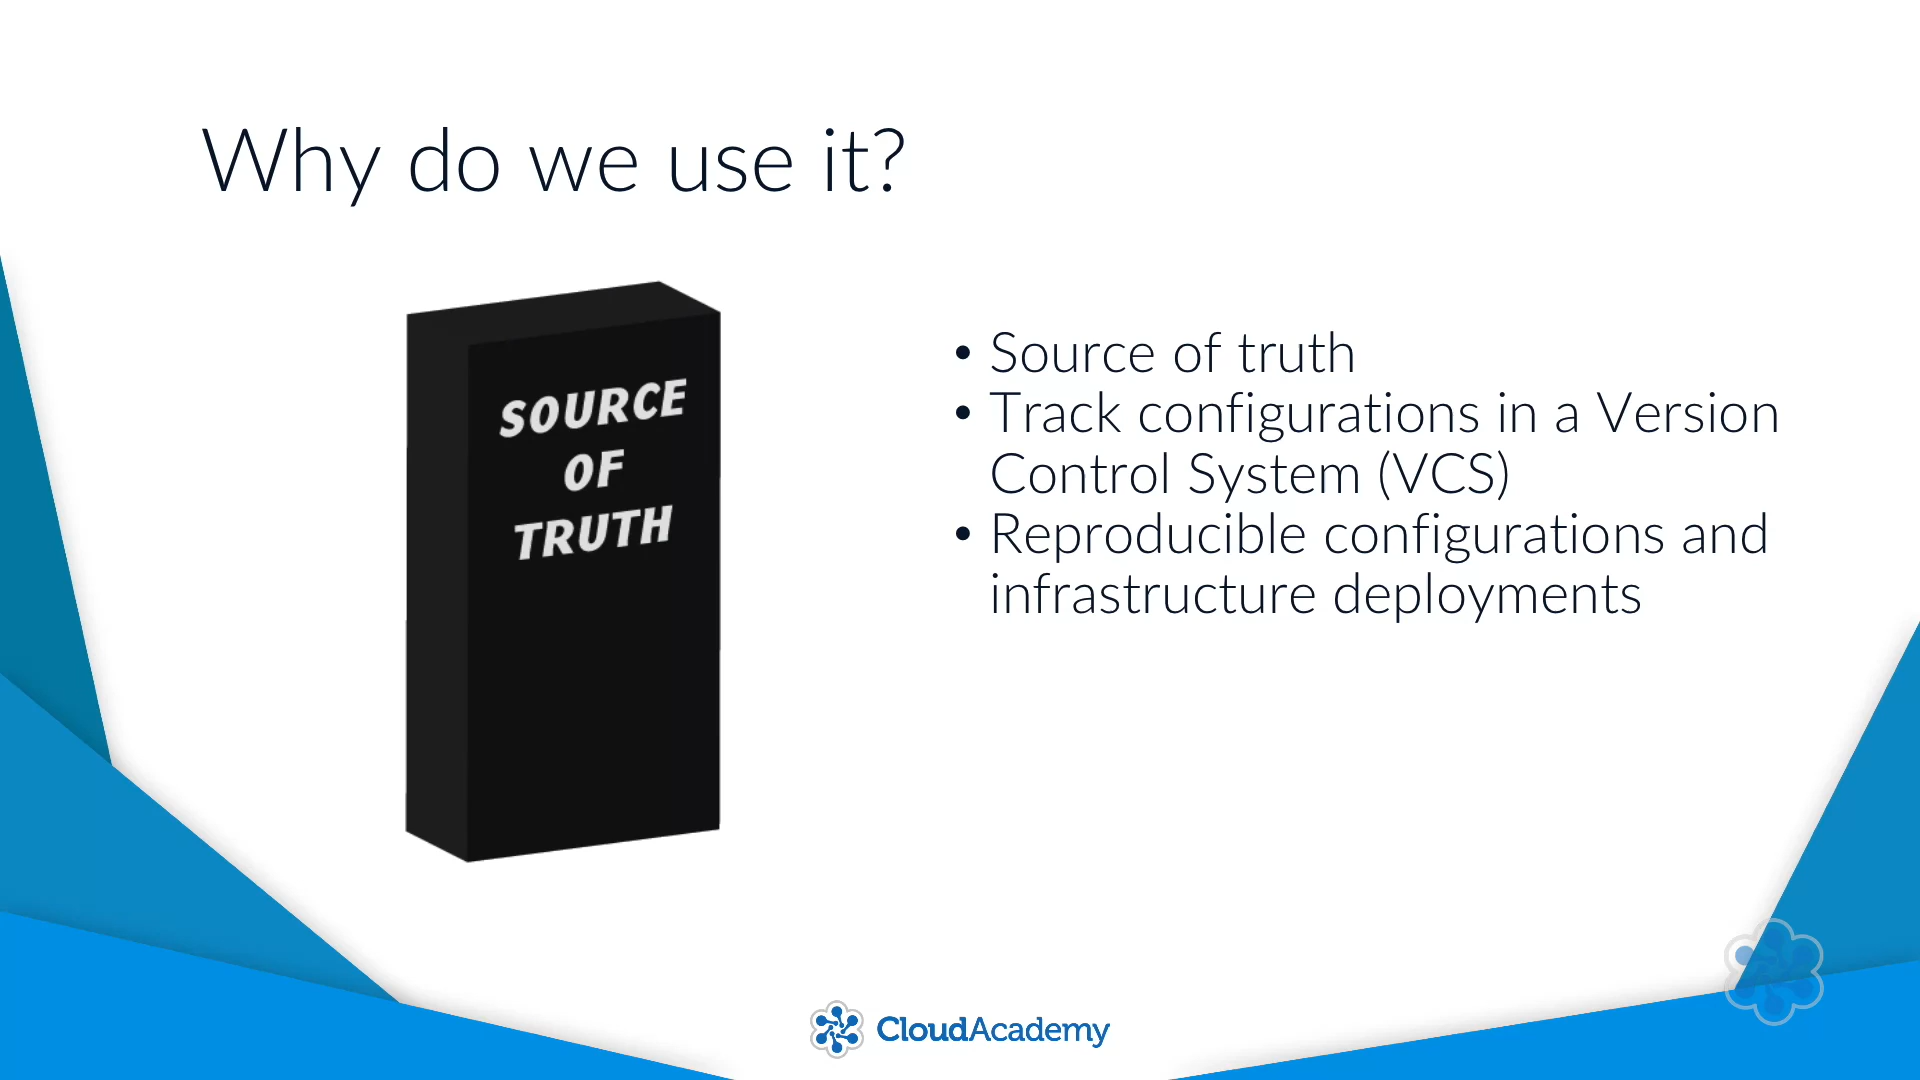 Why do we use it?
SOURCE
OF
TRUTH
• Source of truth
• Track configurations in a Version
Control System (VCS)
• Reproducible configurations and
infrastructure deployments
CloudAcademy